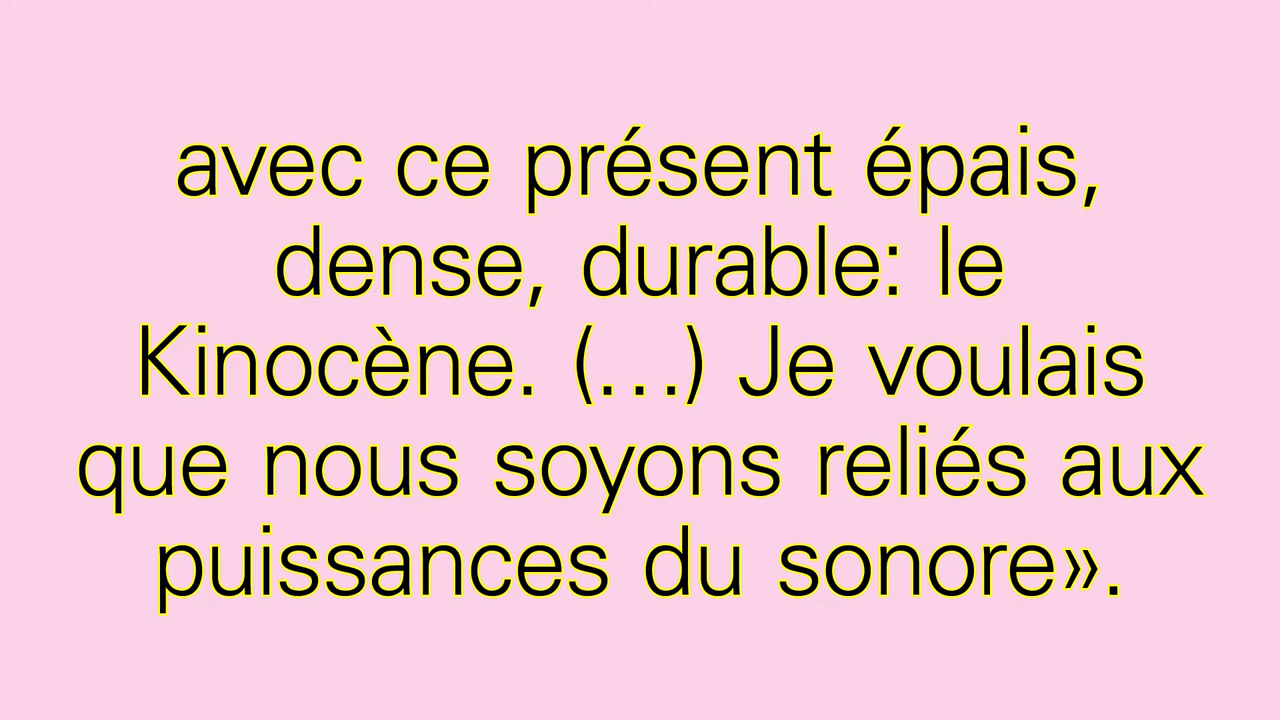 avec ce présent épais,
dense, durable: le
Kinocène. (…) Je voulais
que nous soyons reliés aux
puissances du sonore».